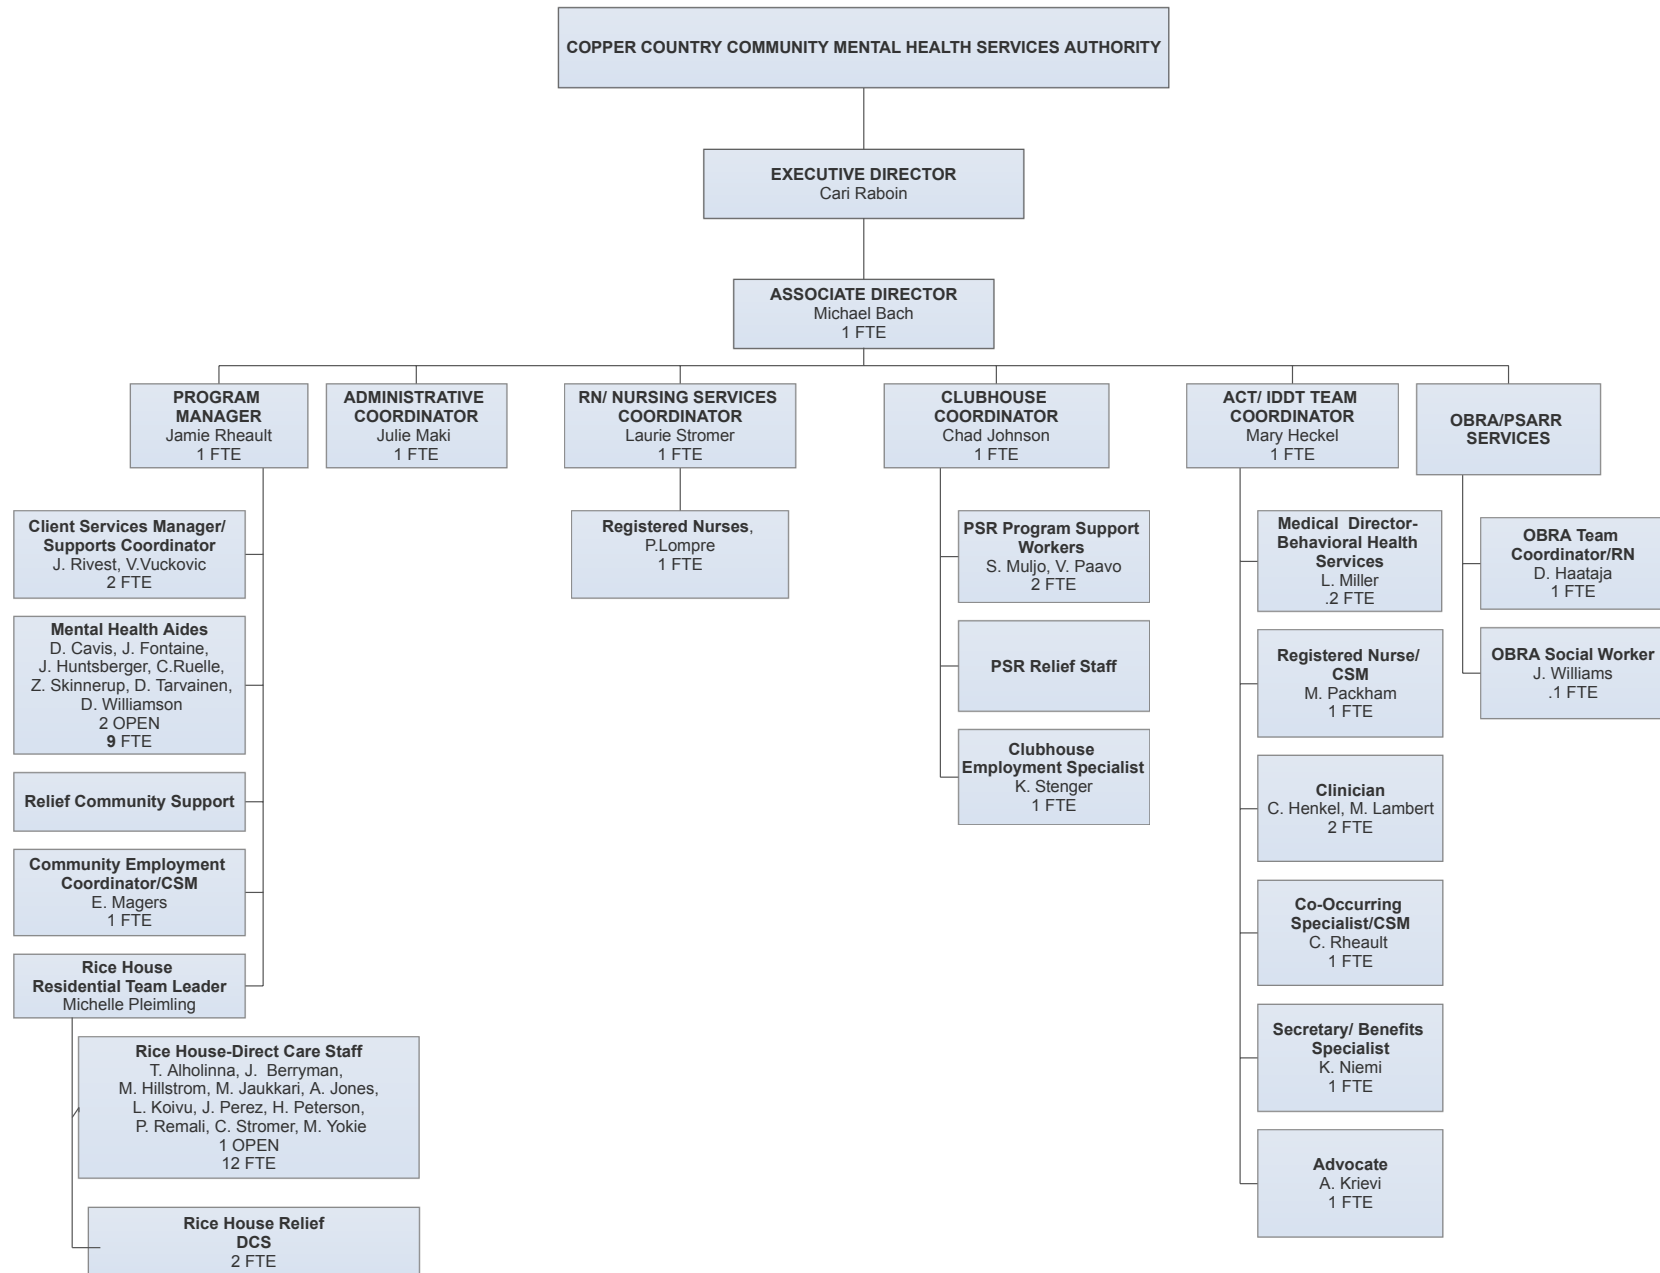 COPPER COUNTRY COMMUNITY MENTAL HEALTH SERVICES AUTHORITY
EXECUTIVE DIRECTOR
Cari Raboin
ASSOCIATE DIRECTOR
Michael Bach
1 FTE
PROGRAM
MANAGER
Jamie Rheault
1 FTE
ADMINISTRATIVE
COORDINATOR
Julie Maki
1 FTE
RN/ NURSING SERVICES
COORDINATOR
Laurie Stromer
1 FTE
CLUBHOUSE
COORDINATOR
Chad Johnson
1 FTE
ACT/ IDDT TEAM
COORDINATOR
Mary Heckel
1 FTE
OBRA/PSARR
SERVICES
Client Services Manager/
Supports Coordinator
J. Rivest, V.Vuckovic
2 FTE
Mental Health Aides
D. Cavis, J. Fontaine,
J. Huntsberger, C.Ruelle,
Z. Skinnerup, D. Tarvainen,
D. Williamson
2 OPEN
9 FTE
Relief Community Support
Community Employment
Coordinator/CSM
E. Magers
1 FTE
Rice House
Residential Team Leader
Michelle Pleimling
Rice House-Direct Care Staff
T. Alholinna, J. Berryman,
M. Hillstrom, M. Jaukkari, A. Jones,
L. Koivu, J. Perez, H. Peterson,
P. Remali, C. Stromer, M. Yokie
1 OPEN
12 FTE
Rice House Relief
DCS
2 FTE
Registered Nurses,
P.Lompre
1 FTE
PSR Program Support
Workers
S. Muljo, V. Paavo
2 FTE
PSR Relief Staff
Clubhouse
Employment Specialist
K. Stenger
1 FTE
Medical Director-
Behavioral Health
Services
L. Miller
.2 FTE
Registered Nurse/
CSM
M. Packham
1 FTE
Clinician
C. Henkel, M. Lambert
2 FTE
Co-Occurring
Specialist/CSM
C. Rheault
1 FTE
Secretary/ Benefits
Specialist
K. Niemi
1 FTE
Advocate
A. Krievi
1 FTE
OBRA Team
Coordinator/RN
D. Haataja
1 FTE
OBRA Social Worker
J. Williams
.1 FTE